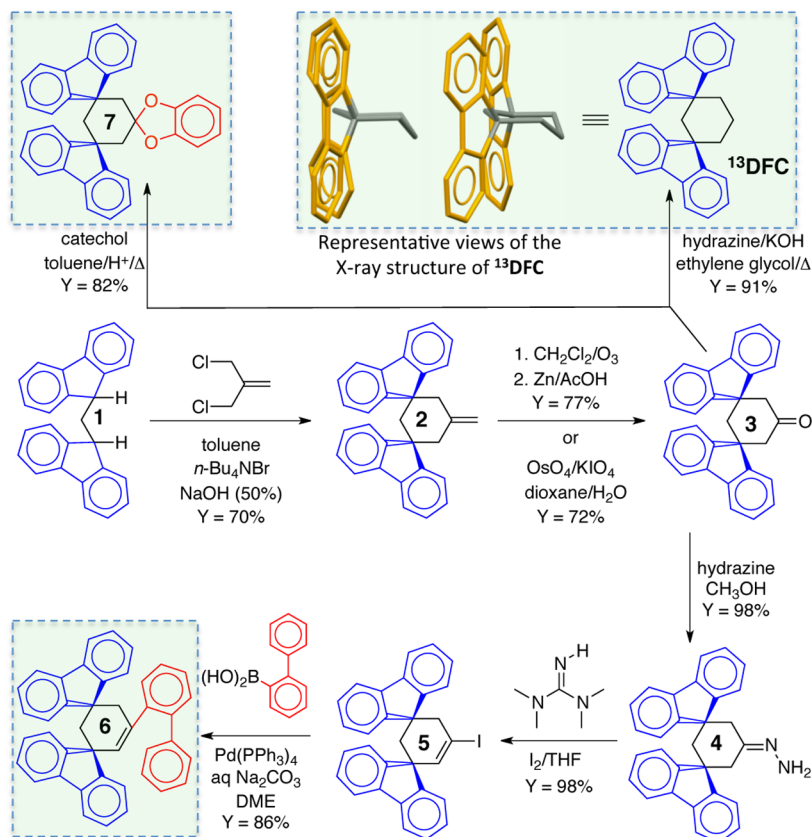 7
O
O
¹³DFC
catechol
toluene/H⁺/Δ
Y = 82%
Representative views of the
X-ray structure of ¹³DFC
hydrazine/KOH
ethylene glycol/Δ
Y = 91%
1
H
H
Cl
Cl
toluene
n-Bu₄NBr
NaOH (50%)
Y = 70%
2
1. CH₂Cl₂/O₃
2. Zn/AcOH
Y = 77%
or
OsO₄/KIO₄
dioxane/H₂O
Y = 72%
3
O
hydrazine
CH₃OH
Y = 98%
4
N
NH₂
N
H
N
N
I₂/THF
Y = 98%
5
I
(HO)₂B
Pd(PPh₃)₄
aq Na₂CO₃
DME
Y = 86%
6